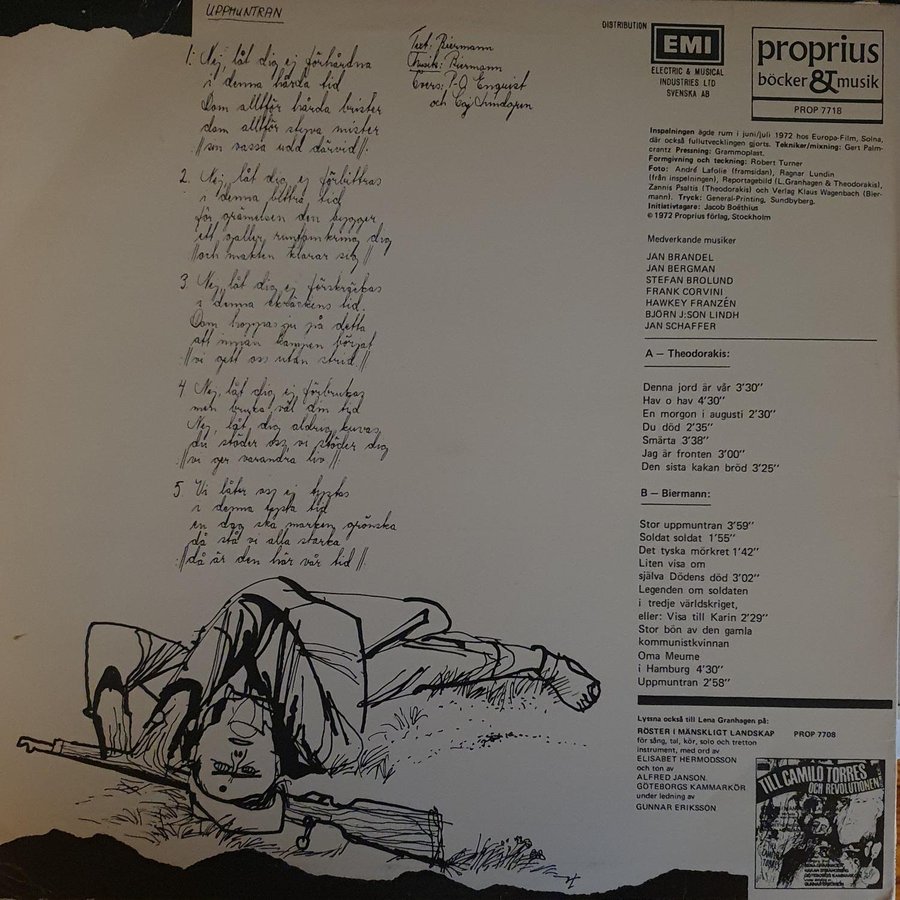 UPPMUNTRAN
1. Nej, låt dig ej förhårdna
i denna hårda tid
Dom alltför hårda brister
dom alltför styva mister
//: sin vassa udd därvid ://
2. Nej, låt dig ej förbittras
i denna bittra tid
för grämelsen den bygger
ett galler runtomkring dig
//: och makten klarar sig ://
3. Nej, låt dig ej förskräckas
i denna skräckens tid.
Dom hoppas ju på detta
att innan kampen börjat
//: vi gett oss utan strid. ://
4. Nej, låt dig ej förbrukas
men bruka väl din tid
Nej, låt dig aldrig kuvas
du stöder oss vi stöder dig
//: vi ger varandra liv ://
5 Vi låter oss ej tystas
i denna tysta tid
en dag ska marken grönska
då stå vi alla starka
//: då är den här vår tid ://
Text: Biermann
Musik: Biermann
Övers: P-O Enquist
och Caj Lundgren
DISTRIBUTION
EMI
ELECTRIC & MUSICAL
INDUSTRIES LTD
SVENSKA AB
proprius
böcker & musik
PROP 7718
Inspelningen ägde rum i juni/juli 1972 hos Europa-Film, Solna,
där också fullutvecklingen gjorts. Tekniker/mixning: Gert Palm-
crantz Pressning: Grammoplast.
Formgivning och teckning: Robert Turner
Foto: André Lafolie (framsidan), Ragnar Lundin
(från inspelningen), Reportagebild (L.Granhagen & Theodorakis),
Zannis Psaltis (Theodorakis) och Verlag Klaus Wagenbach (Bier-
mann). Tryck: General-Printing, Sundbyberg.
Initiativtagare: Jacob Boëthius
© 1972 Proprius förlag, Stockholm
Medverkande musiker
JAN BRANDEL
JAN BERGMAN
STEFAN BROLUND
FRANK CORVINI
HAWKEY FRANZÉN
BJÖRN J:SON LINDH
JAN SCHAFFER
A – Theodorakis:
Denna jord är vår 3’30’’
Hav o hav 4’30’’
En morgon i augusti 2’30’’
Du död 2’35’’
Smärta 3’38’’
Jag är fronten 3’00’’
Den sista kakan bröd 3’25’’
B – Biermann:
Stor uppmuntran 3’59’’
Soldat soldat 1’55’’
Det tyska mörkret 1’42’’
Liten visa om
själva Dödens död 3’02’’
Legenden om soldaten
i tredje världskriget,
eller: Visa till Karin 2’29’’
Stor bön av den gamla
kommunistkvinnan
Oma Meume
i Hamburg 4’30’’
Uppmuntran 2’58’’
Lyssna också till Lena Granhagen på:
RÖSTER I MÄNSKLIGT LANDSKAP PROP 7708
för sång, tal, kör, solo och tretton
instrument, med ord av
ELISABET HERMODSSON
och ton av
ALFRED JANSON.
GÖTEBORGS KAMMARKÖR
under ledning av
GUNNAR ERIKSSON
TILL CAMILO TORRES
OCH REVOLUTIONEN!